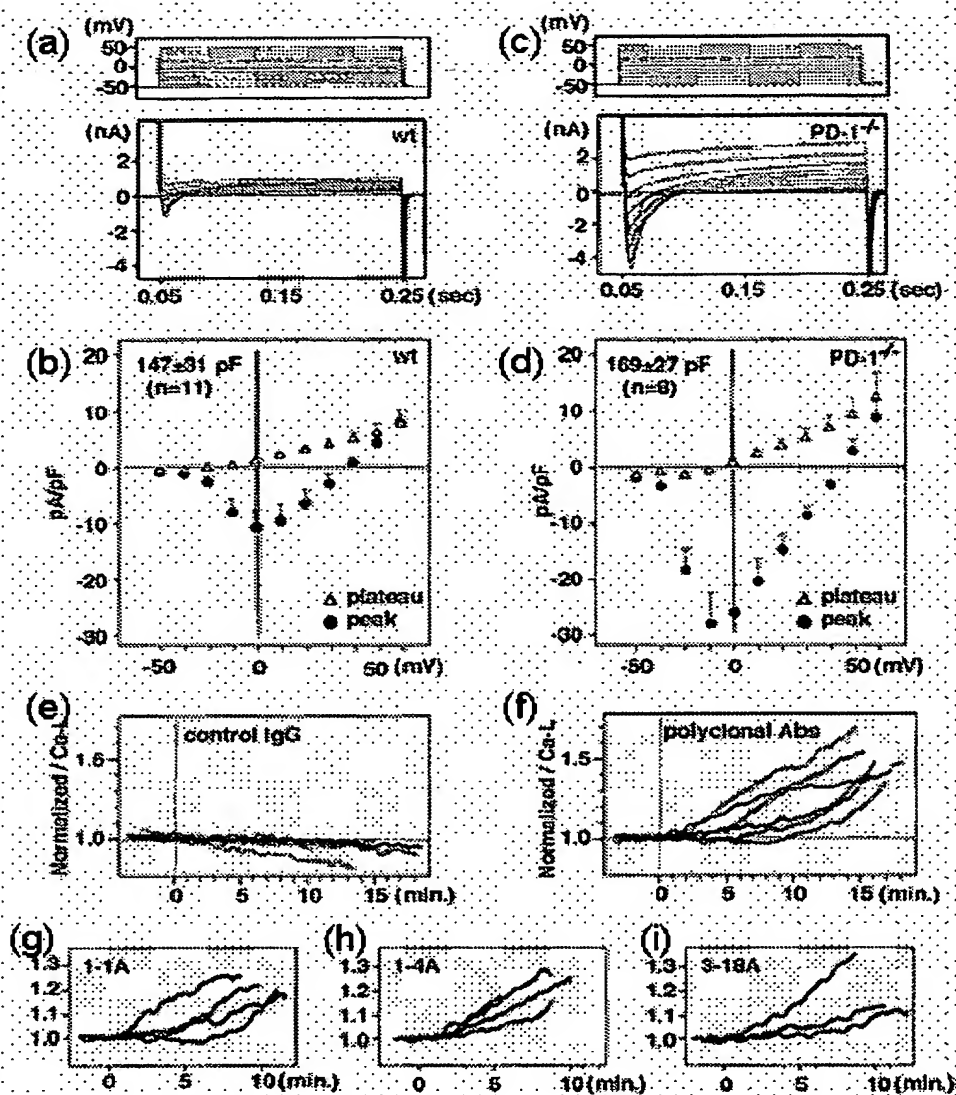 (a) (mV)
50
0
-50
(nA)
wt
2
0
-2
-4
0.05 0.15 0.25 (sec)
(c) (mV)
50
0
-50
(nA)
PD-1-/-
2
0
-2
-4
0.05 0.15 0.25 (sec)
(b)
147±31 pF
(n=11)
wt
20
10
0
-10
-20
-30
pA/pF
△ plateau
● peak
-50 0 50 (mV)
(d)
169±27 pF
(n=8)
PD-1-/-
20
10
0
-10
-20
-30
pA/pF
△ plateau
● peak
-50 0 50 (mV)
(e)
control IgG
Normalized / Ca-L
1.5
1.0
0 5 10 15 (min.)
(f)
polyclonal Abs
Normalized / Ca-L
1.5
1.0
0 5 10 15 (min.)
(g)
1-1A
1.3
1.2
1.1
1.0
0 10 (min.)
(h)
1-4A
1.3
1.2
1.1
1.0
0 5 10 (min.)
(i)
3-18A
1.3
1.2
1.1
1.0
0 5 10 (min.)